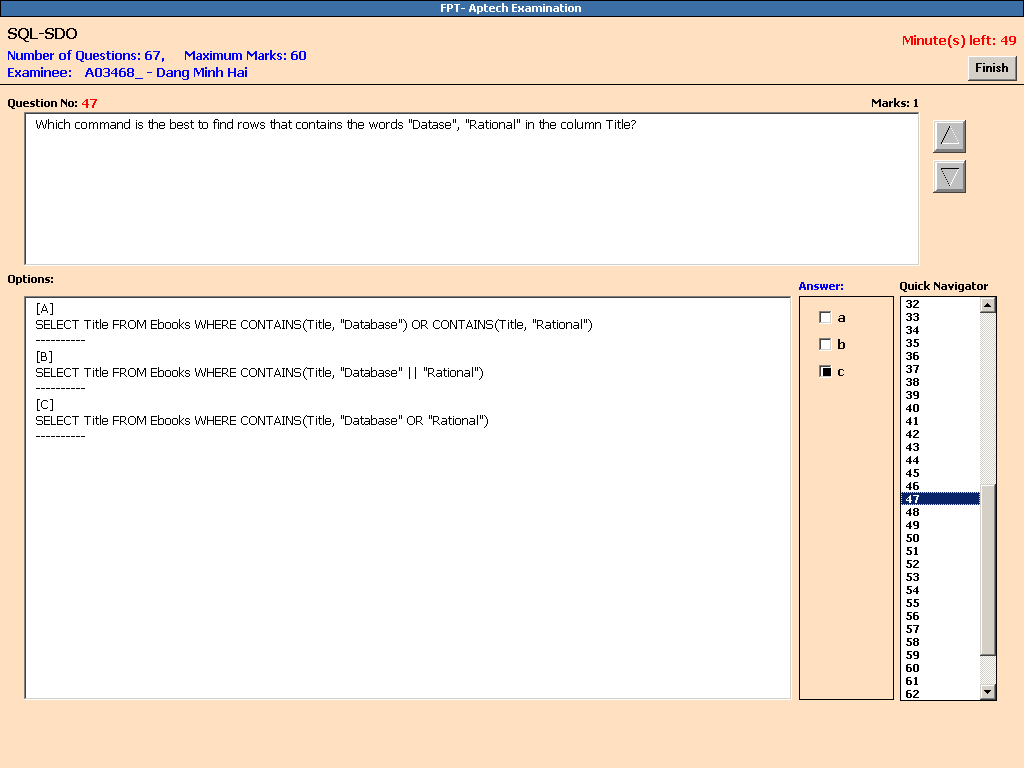 FPT- Aptech Examination
SQL-SDO
Number of Questions: 67, Maximum Marks: 60
Minute(s) left: 49
Examinee: A03468_ - Dang Minh Hai
Finish
Question No: 47
Marks: 1
Which command is the best to find rows that contains the words "Datase", "Rational" in the column Title?
Options:
Answer:
Quick Navigator
[A]
SELECT Title FROM Ebooks WHERE CONTAINS(Title, "Database") OR CONTAINS(Title, "Rational")
----------
[B]
SELECT Title FROM Ebooks WHERE CONTAINS(Title, "Database" || "Rational")
----------
[C]
SELECT Title FROM Ebooks WHERE CONTAINS(Title, "Database" OR "Rational")
----------
a
b
c
32
33
34
35
36
37
38
39
40
41
42
43
44
45
46
47
48
49
50
51
52
53
54
55
56
57
58
59
60
61
62